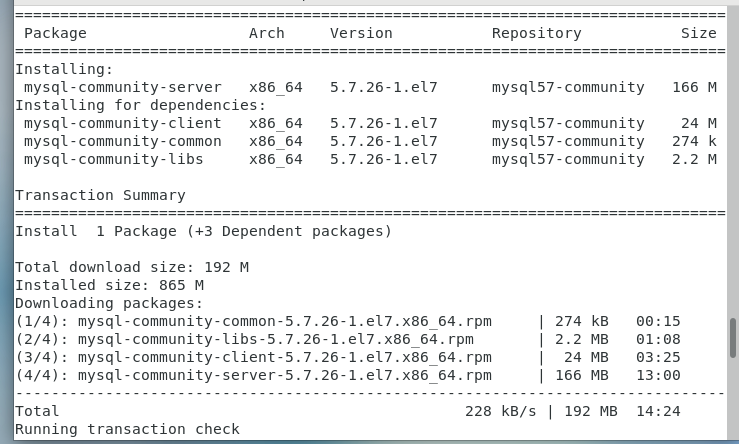 ================================================================================
 Package                  Arch     Version           Repository           Size
================================================================================
Installing:
 mysql-community-server   x86_64   5.7.26-1.el7      mysql57-community   166 M
Installing for dependencies:
 mysql-community-client   x86_64   5.7.26-1.el7      mysql57-community    24 M
 mysql-community-common   x86_64   5.7.26-1.el7      mysql57-community   274 k
 mysql-community-libs     x86_64   5.7.26-1.el7      mysql57-community   2.2 M
Transaction Summary
================================================================================
Install  1 Package (+3 Dependent packages)
Total download size: 192 M
Installed size: 865 M
Downloading packages:
(1/4): mysql-community-common-5.7.26-1.el7.x86_64.rpm     | 274 kB   00:15
(2/4): mysql-community-libs-5.7.26-1.el7.x86_64.rpm       | 2.2 MB   01:08
(3/4): mysql-community-client-5.7.26-1.el7.x86_64.rpm     |  24 MB   03:25
(4/4): mysql-community-server-5.7.26-1.el7.x86_64.rpm     | 166 MB   13:00
--------------------------------------------------------------------------------
Total                                             228 kB/s | 192 MB  14:24
Running transaction check